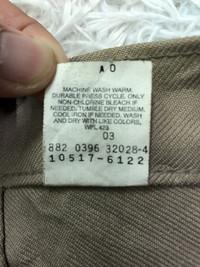 A O
MACHINE WASH WARM,
DURABLE PRESS CYCLE. ONLY
NON-CHLORINE BLEACH IF
NEEDED. TUMBLE DRY MEDIUM.
COOL IRON IF NEEDED. WASH
AND DRY WITH LIKE COLORS.
WPL 423
03
882 0396 32028-4
10517-6122